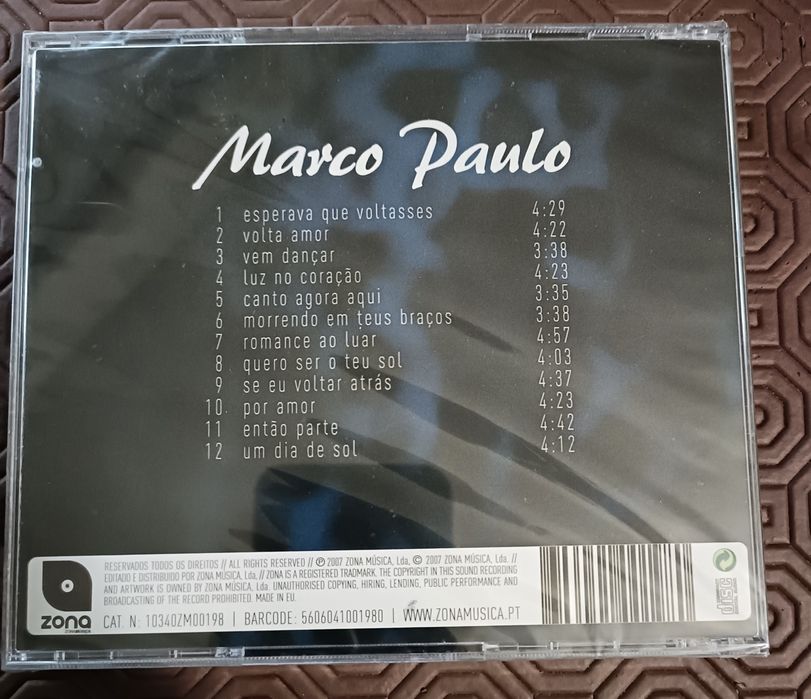 Marco Paulo
1 esperava que voltasses 4:29
2 volta amor 4:22
3 vem dançar 3:38
4 luz no coração 4:23
5 canto agora aqui 3:35
6 morrendo em teus braços 3:38
7 romance ao luar 4:57
8 quero ser o teu sol 4:03
9 se eu voltar atrás 4:37
10 por amor 4:23
11 então parte 4:42
12 um dia de sol 4:12
RESERVADOS TODOS OS DIREITOS // ALL RIGHTS RESERVED // ℗ 2007 ZONA MÚSICA, Lda, © 2007 ZONA MÚSICA, Lda. //
EDITADO E DISTRIBUIDO POR ZONA MÚSICA, Lda, // ZONA IS A REGISTERED TRADMARK. THE COPYRIGHT IN THIS SOUND RECORDING
AND ARTWORK IS OWNED BY ZONA MÚSICA, Lda. UNAUTHORISED COPYING, HIRING, LENDING, PUBLIC PERFORMANCE AND
BROADCASTING OF THE RECORD PROHIBITED. MADE IN EU.
CAT. N: 10340ZM00198 | BARCODE: 5606041001980 | WWW.ZONAMUSICA.PT
zona
disc